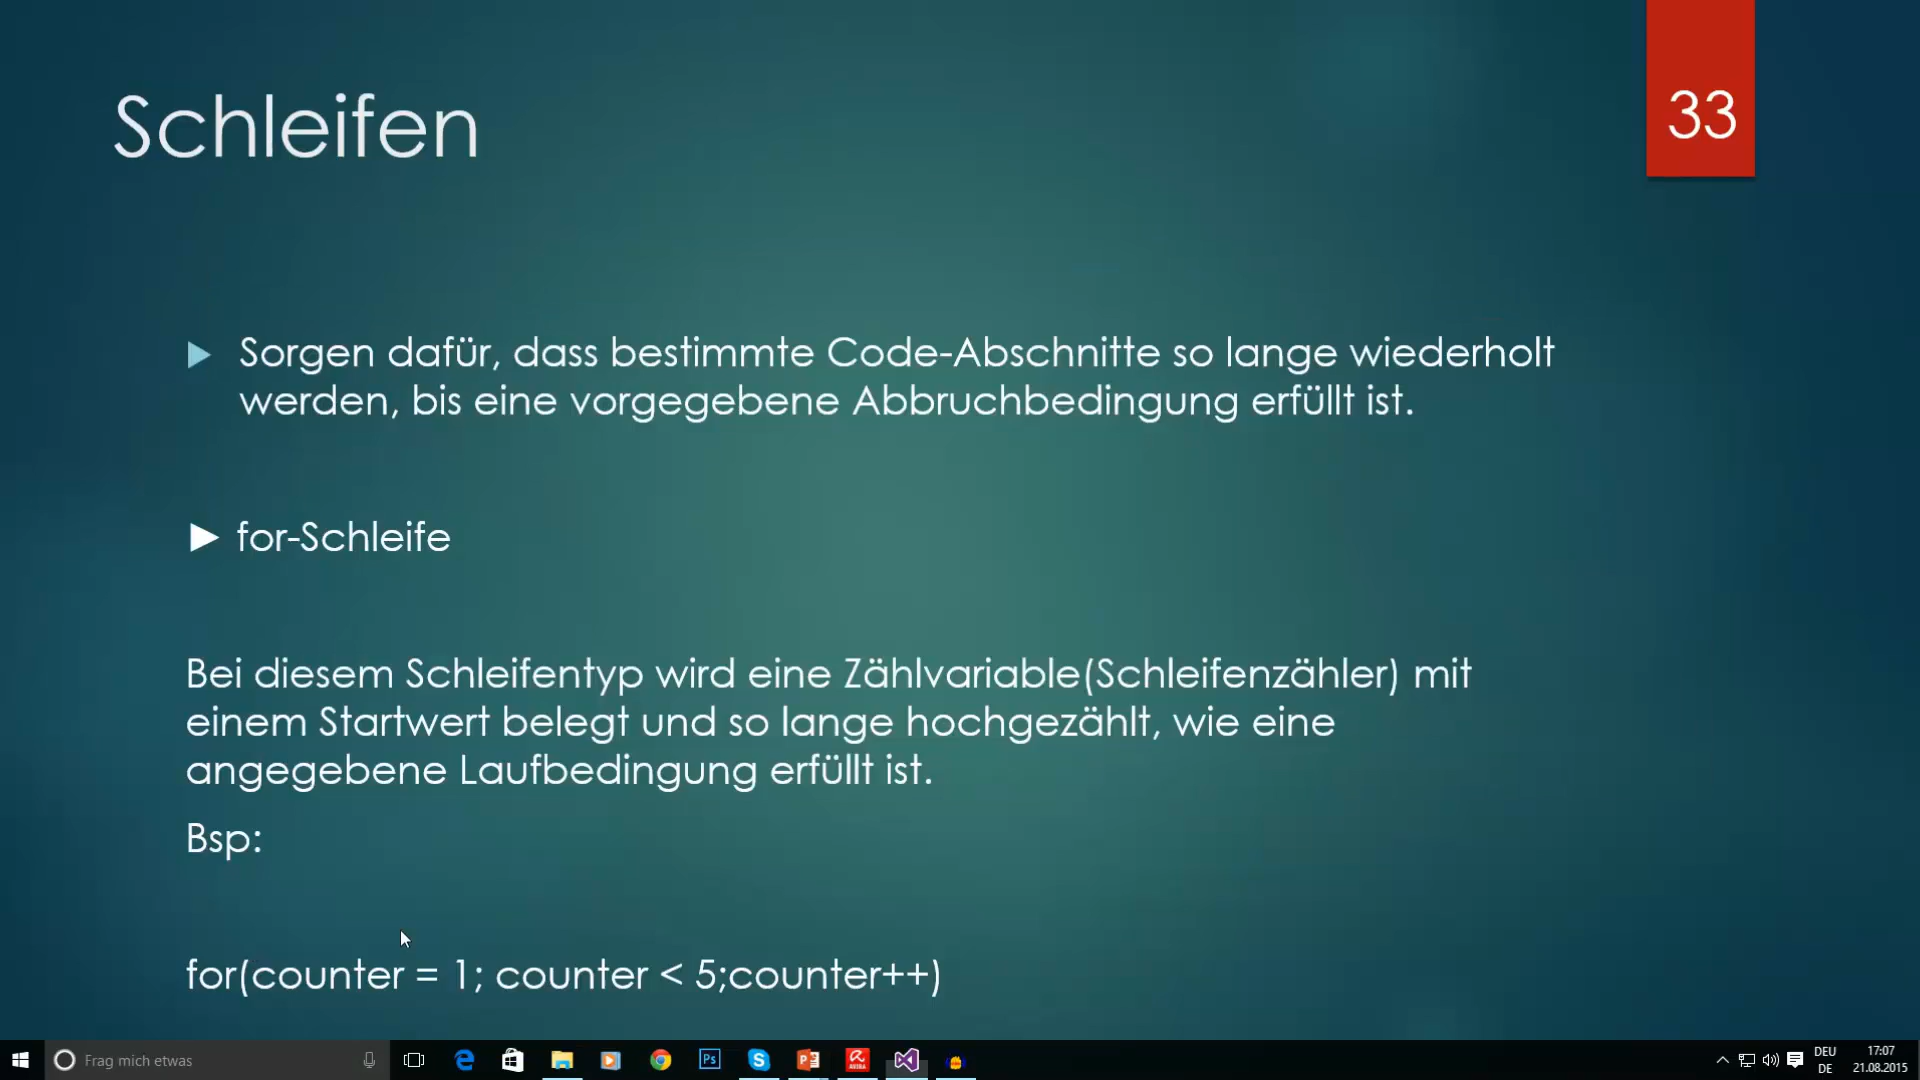 Schleifen
33
Sorgen dafür, dass bestimmte Code-Abschnitte so lange wiederholt
werden, bis eine vorgegebene Abbruchbedingung erfüllt ist.
for-Schleife
Bei diesem Schleifentyp wird eine Zählvariable(Schleifenzähler) mit
einem Startwert belegt und so lange hochgezählt, wie eine
angegebene Laufbedingung erfüllt ist.
Bsp:
for(counter = 1; counter < 5;counter++)
Frag mich etwas
Ps
AVIRA
DEU
DE
17:07
21.08.2015